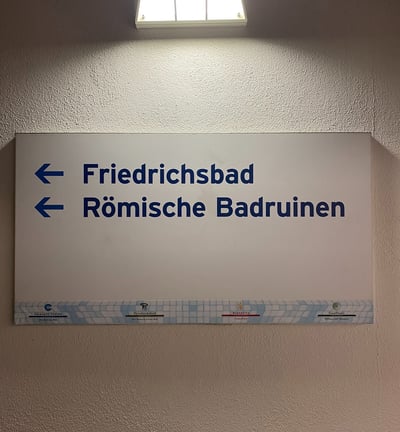 ← Friedrichsbad
← Römische Badruinen